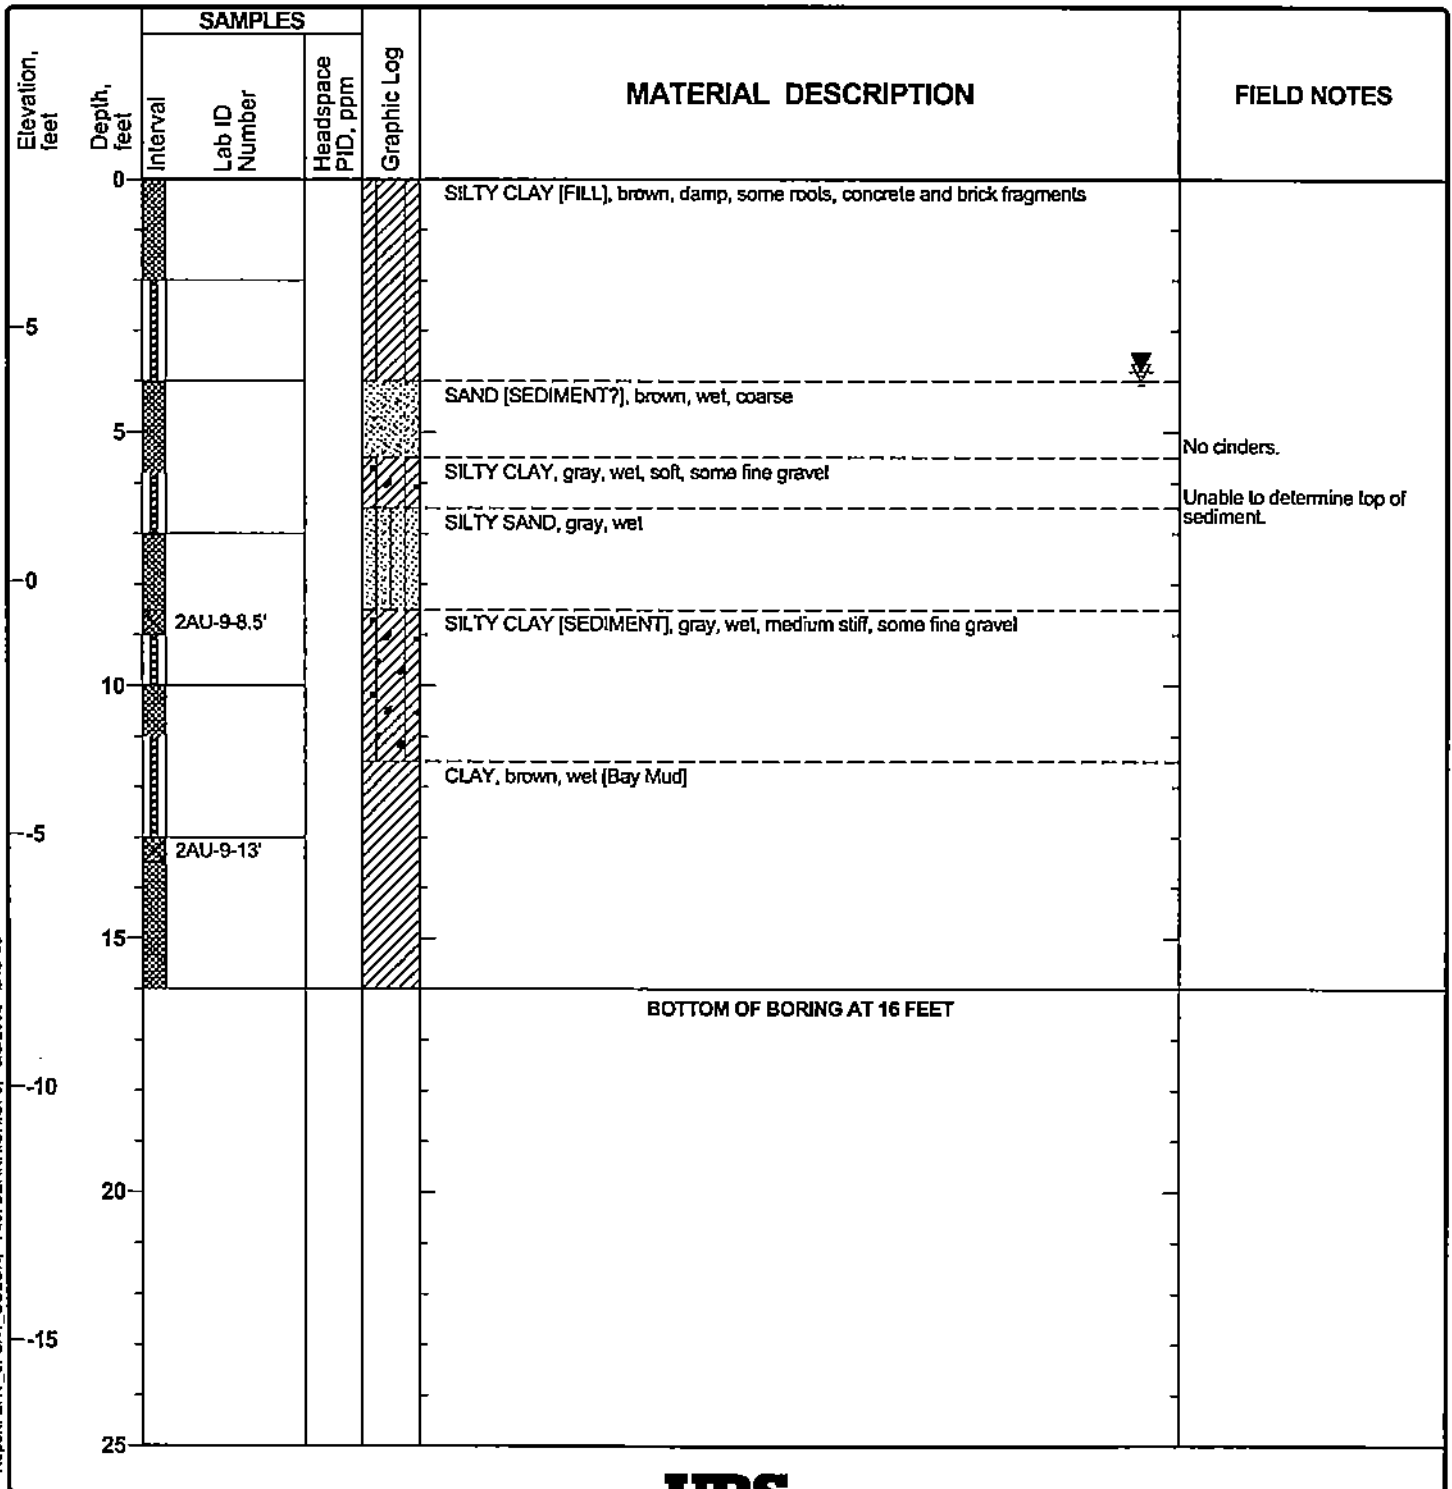 SAMPLES
Elevation,
feet
Depth,
feet
Interval
Lab ID
Number
Headspace
PID, ppm
Graphic Log
MATERIAL DESCRIPTION
FIELD NOTES
0
SILTY CLAY [FILL], brown, damp, some roots, concrete and brick fragments
5
SAND [SEDIMENT?], brown, wet, coarse
5
No cinders.
SILTY CLAY, gray, wet, soft, some fine gravel
Unable to determine top of
sediment.
SILTY SAND, gray, wet
0
2AU-9-8.5'
SILTY CLAY [SEDIMENT], gray, wet, medium stiff, some fine gravel
10
CLAY, brown, wet [Bay Mud]
-5
2AU-9-13'
15
BOTTOM OF BORING AT 16 FEET
-10
20
-15
25